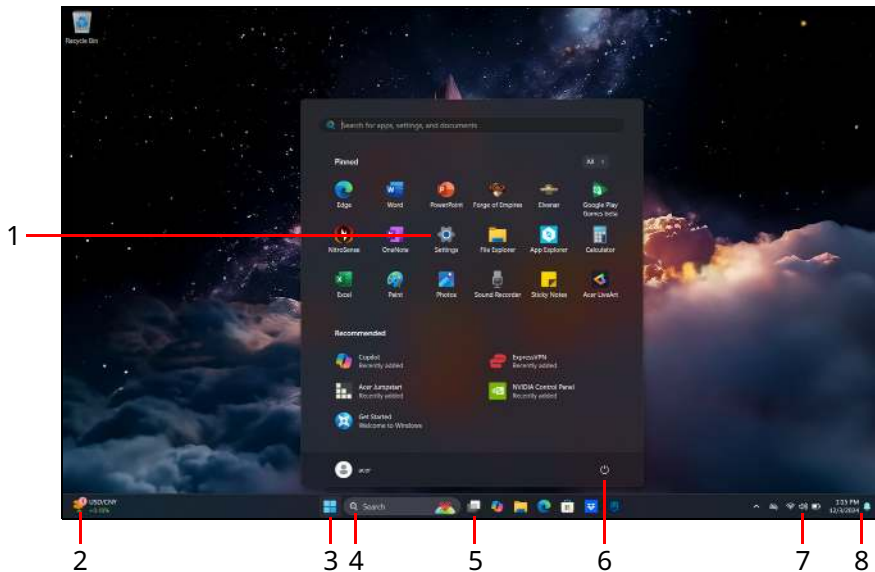 Recycle Bin
Search for apps, settings, and documents
Pinned
All
Edge
Word
PowerPoint
Forge of Empires
Elvenar
Google Play
Games beta
1
NitroSense
OneNote
Settings
File Explorer
App Explorer
Calculator
Excel
Paint
Photos
Sound Recorder
Sticky Notes
Acer LiveArt
Recommended
Copilot
Recently added
ExpressVPN
Recently added
Acer Jumpstart
Recently added
NVIDIA Control Panel
Recently added
Get Started
Welcome to Windows
acer
USD/CNY
Search
PM
12/3/2024
2
3
4
5
6
7
8